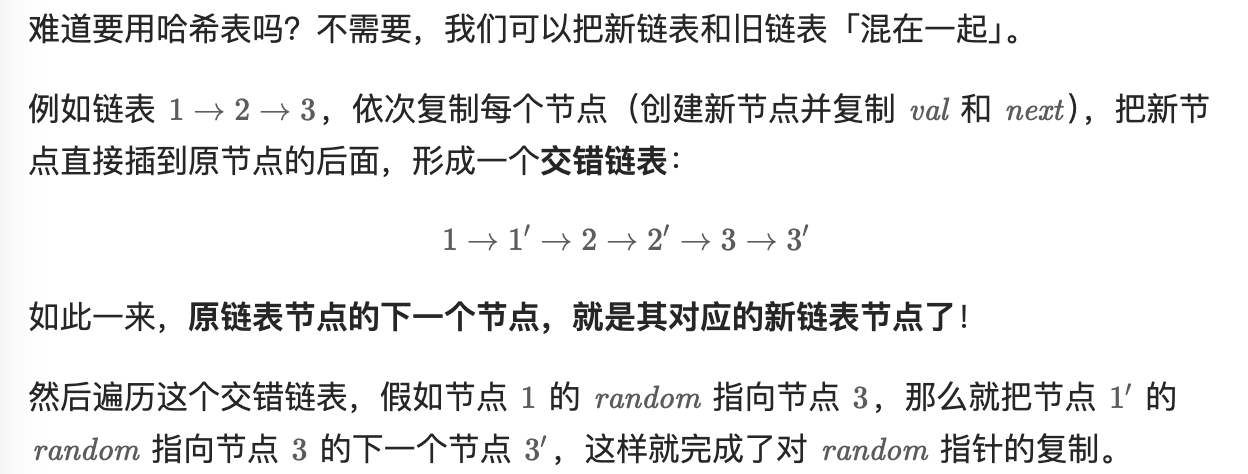 难道要用哈希表吗？不需要，我们可以把新链表和旧链表「混在一起」。
例如链表 1 → 2 → 3，依次复制每个节点（创建新节点并复制 val 和 next），把新节
点直接插到原节点的后面，形成一个交错链表：
1 → 1′ → 2 → 2′ → 3 → 3′
如此一来，原链表节点的下一个节点，就是其对应的新链表节点了！
然后遍历这个交错链表，假如节点 1 的 random 指向节点 3，那么就把节点 1′ 的
random 指向节点 3 的下一个节点 3′，这样就完成了对 random 指针的复制。